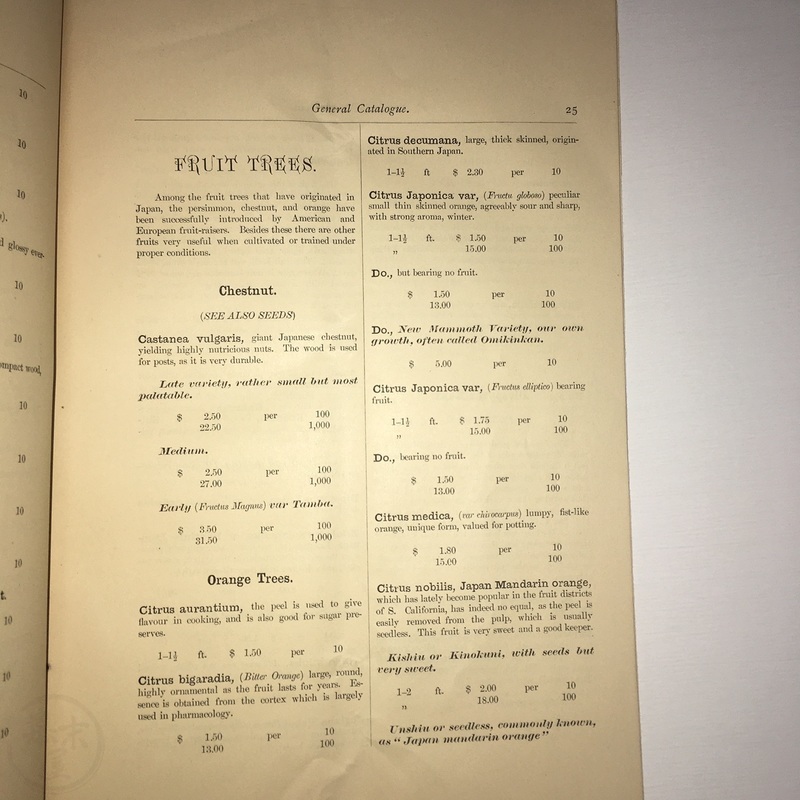 General Catalogue.
25
10
10
10
).
glossy ever-
10
10
mpact wood,
10
10
10
10
t.
10
10
10
FRUIT TREES.
Among the fruit trees that have originated in
Japan, the persimmon, chestnut, and orange have
been successfully introduced by American and
European fruit-raisers. Besides these there are other
fruits very useful when cultivated or trained under
proper conditions.
Chestnut.
(SEE ALSO SEEDS)
Castanea vulgaris, giant Japanese chestnut,
yielding highly nutricious nuts. The wood is used
for posts, as it is very durable.
Late variety, rather small but most
palatable.
$ 2.50 per 100
22.50 1,000
Medium.
$ 2.50 per 100
27.00 1,000
Early (Fructus Magnus) var Tamba.
$ 3.50 per 100
31.50 1,000
Orange Trees.
Citrus aurantium, the peel is used to give
flavour in cooking, and is also good for sugar pre-
serves.
1-1½ ft. $ 1.50 per 10
Citrus bigaradia, (Bitter Orange) large, round,
highly ornamental as the fruit lasts for years. Es-
sence is obtained from the cortex which is largely
used in pharmacology.
$ 1.50 per 10
13.00 100
Citrus decumana, large, thick skinned, origin-
ated in Southern Japan.
1-1½ ft $ 2.30 per 10
Citrus Japonica var, (Fructu globoso) peculiar
small thin skinned orange, agreeably sour and sharp,
with strong aroma, winter.
1-1½ ft. $ 1.50 per 10
" 15.00 100
Do., but bearing no fruit.
$ 1.50 per 10
13.00 100
Do., New Mammoth Variety, our own
growth, often called Omikinkan.
$ 5.00 per 10
Citrus Japonica var, (Fructus elliptico) bearing
fruit.
1-1½ ft. $ 1.75 per 10
" 15.00 100
Do., bearing no fruit.
$ 1.50 per 10
13.00 100
Citrus medica, (var chirocarpus) lumpy, fist-like
orange, unique form, valued for potting.
$ 1.80 per 10
15.00 100
Citrus nobilis, Japan Mandarin orange,
which has lately become popular in the fruit districts
of S. California, has indeed no equal, as the peel is
easily removed from the pulp, which is usually
seedless. This fruit is very sweet and a good keeper.
Kishiu or Kinokuni, with seeds but
very sweet.
1-2 ft. $ 2.00 per 10
" 18.00 100
Unshiu or seedless, commonly known,
as " Japan mandarin orange "